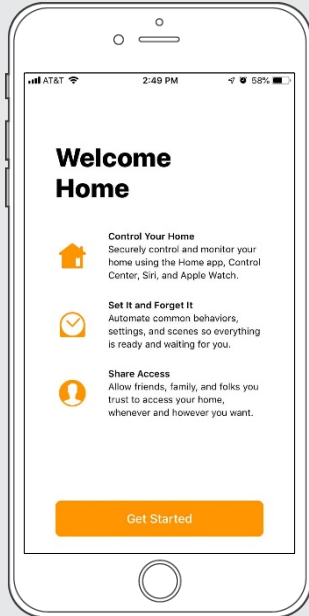 AT&T 2:49 PM 58%
Welcome
Home
Control Your Home
Securely control and monitor your
home using the Home app, Control
Center, Siri, and Apple Watch.
Set It and Forget It
Automate common behaviors,
settings, and scenes so everything
is ready and waiting for you.
Share Access
Allow friends, family, and folks you
trust to access your home,
whenever and however you want.
Get Started